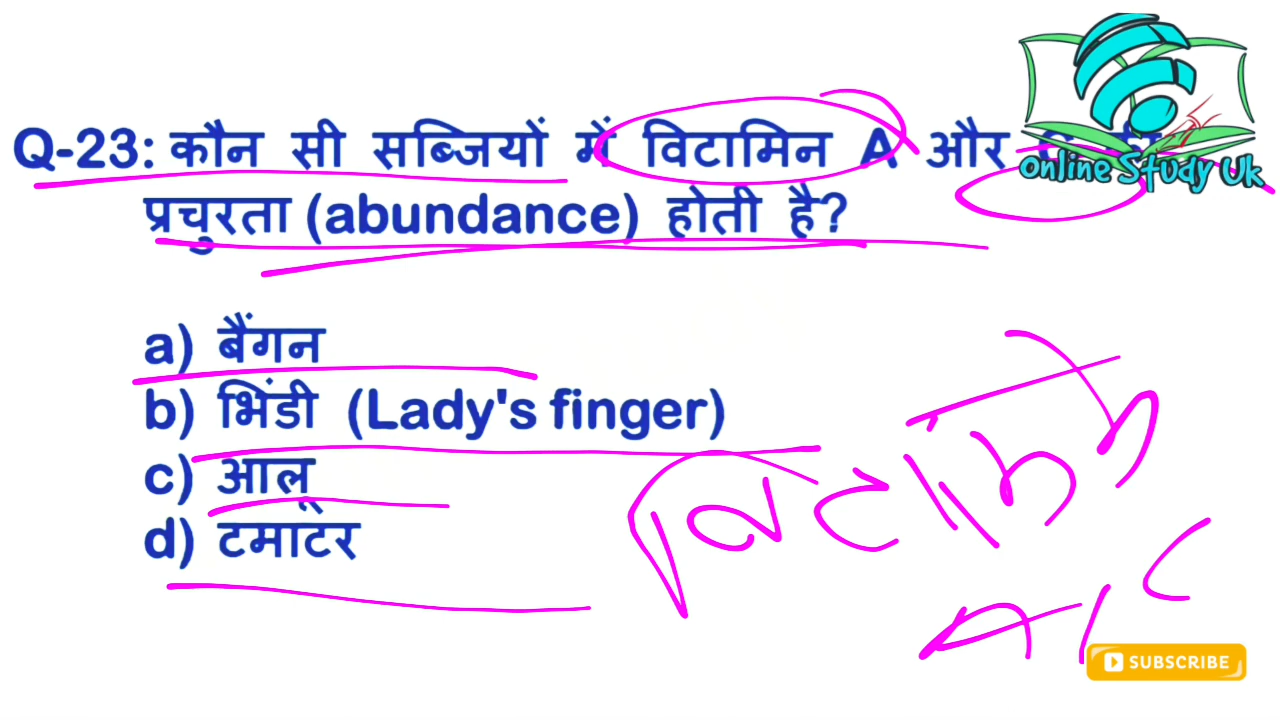 Q-23: कौन सी सब्जियों में विटामिन A और
प्रचुरता (abundance) होती है?
a) बैंगन
b) भिंडी (Lady's finger)
c) आलू
d) टमाटर
विटामिन
A, C
Online Study Uk
SUBSCRIBE